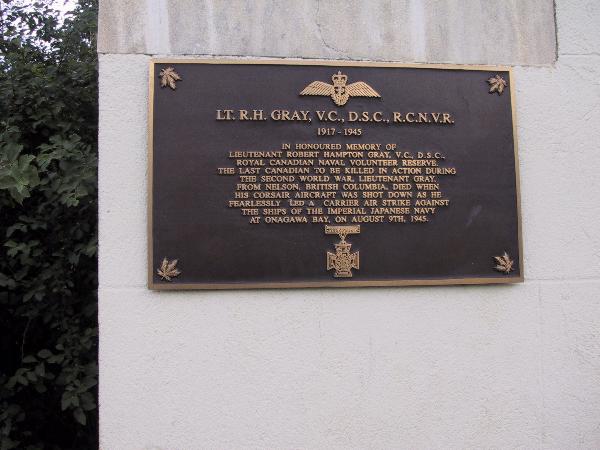 LT. R.H. GRAY, V.C., D.S.C., R.C.N.V.R.
1917 - 1945
IN HONOURED MEMORY OF
LIEUTENANT ROBERT HAMPTON GRAY, V.C., D.S.C.,
ROYAL CANADIAN NAVAL VOLUNTEER RESERVE.
THE LAST CANADIAN TO BE KILLED IN ACTION DURING
THE SECOND WORLD WAR, LIEUTENANT GRAY,
FROM NELSON, BRITISH COLUMBIA, DIED WHEN
HIS CORSAIR AIRCRAFT WAS SHOT DOWN AS HE
FEARLESSLY LED A CARRIER AIR STRIKE AGAINST
THE SHIPS OF THE IMPERIAL JAPANESE NAVY
AT ONAGAWA BAY, ON AUGUST 9TH, 1945.